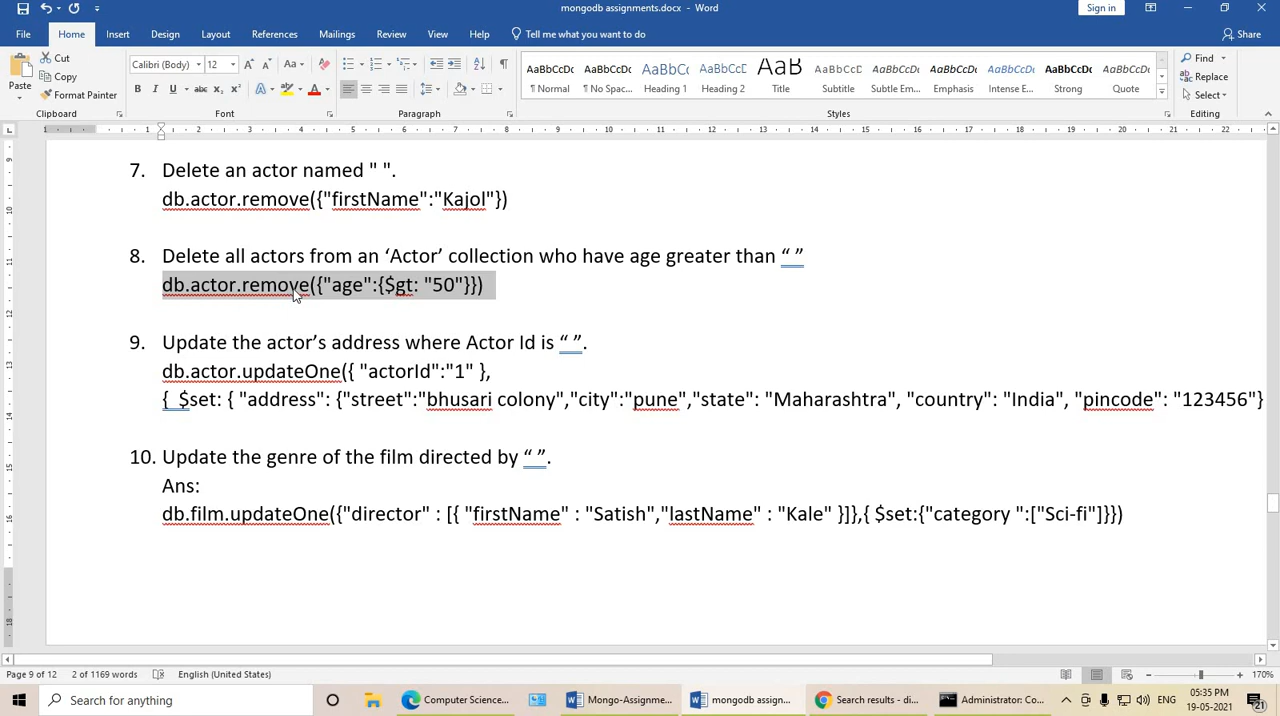 mongodb assignments.docx - Word
Sign in
File Home Insert Design Layout References Mailings Review View Help Tell me what you want to do Share
Paste Cut Copy Format Painter
Calibri (Body) 12
AaBbCcDc AaBbCcDc AaBbCc AaBbCcD AaB AaBbCcD AaBbCcDc AaBbCcDc AaBbCcDc AaBbCcDc
¶ Normal ¶ No Spac... Heading 1 Heading 2 Title Subtitle Subtle Em... Emphasis Intense E... Strong Quote
Find Replace Select
Clipboard Font Paragraph Styles Editing
7. Delete an actor named " ".
db.actor.remove({"firstName":"Kajol"})
8. Delete all actors from an ‘Actor’ collection who have age greater than “ ”
db.actor.remove({"age":{$gt: "50"}})
9. Update the actor’s address where Actor Id is “ ”.
db.actor.updateOne({ "actorId":"1" },
{ $set: { "address": {"street":"bhusari colony","city":"pune","state": "Maharashtra", "country": "India", "pincode": "123456"}
10. Update the genre of the film directed by “ ”.
Ans:
db.film.updateOne({"director" : [{ "firstName" : "Satish","lastName" : "Kale" }]},{ $set:{"category ":["Sci-fi"]}})
Page 9 of 12 2 of 1169 words English (United States) 170%
Search for anything Computer Science... Mongo-Assignme... mongodb assign... Search results - di... Administrator: Co... ENG 05:35 PM
19-05-2021 21